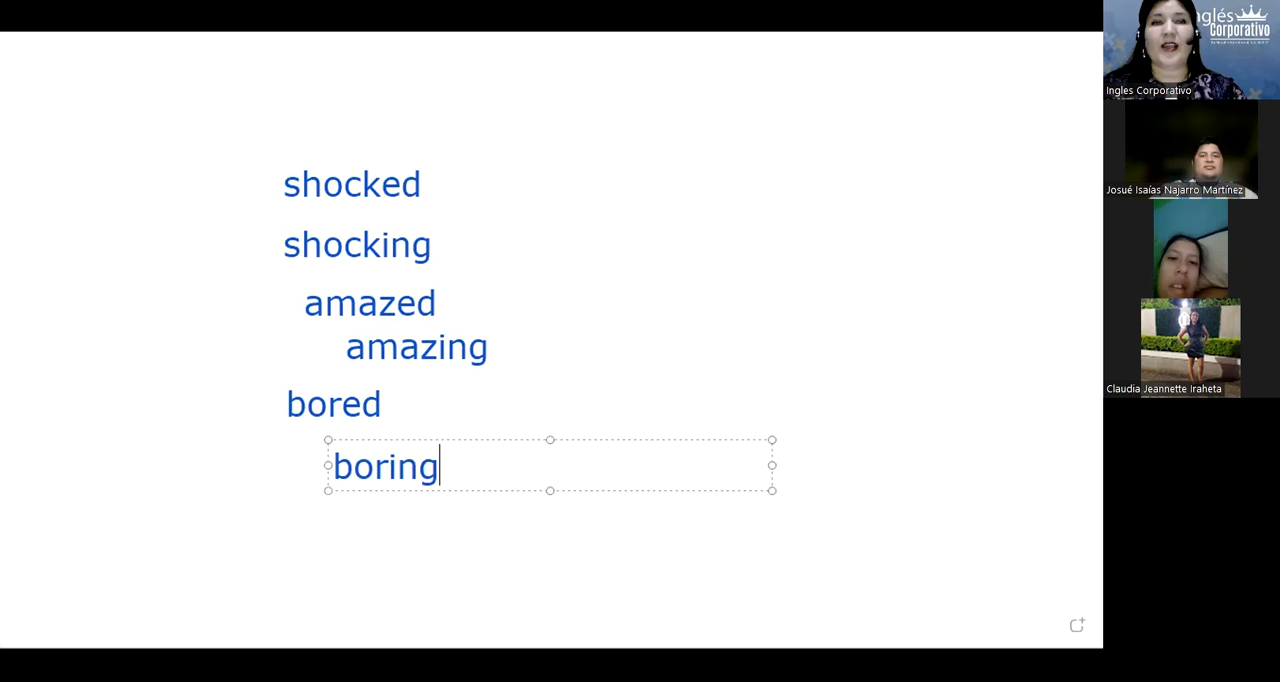 shocked
shocking
amazed
amazing
bored
boring
Inglés
Corporativo
Ingles Corporativo
Josué Isaías Najarro Martínez
Claudia Jeannette Iraheta